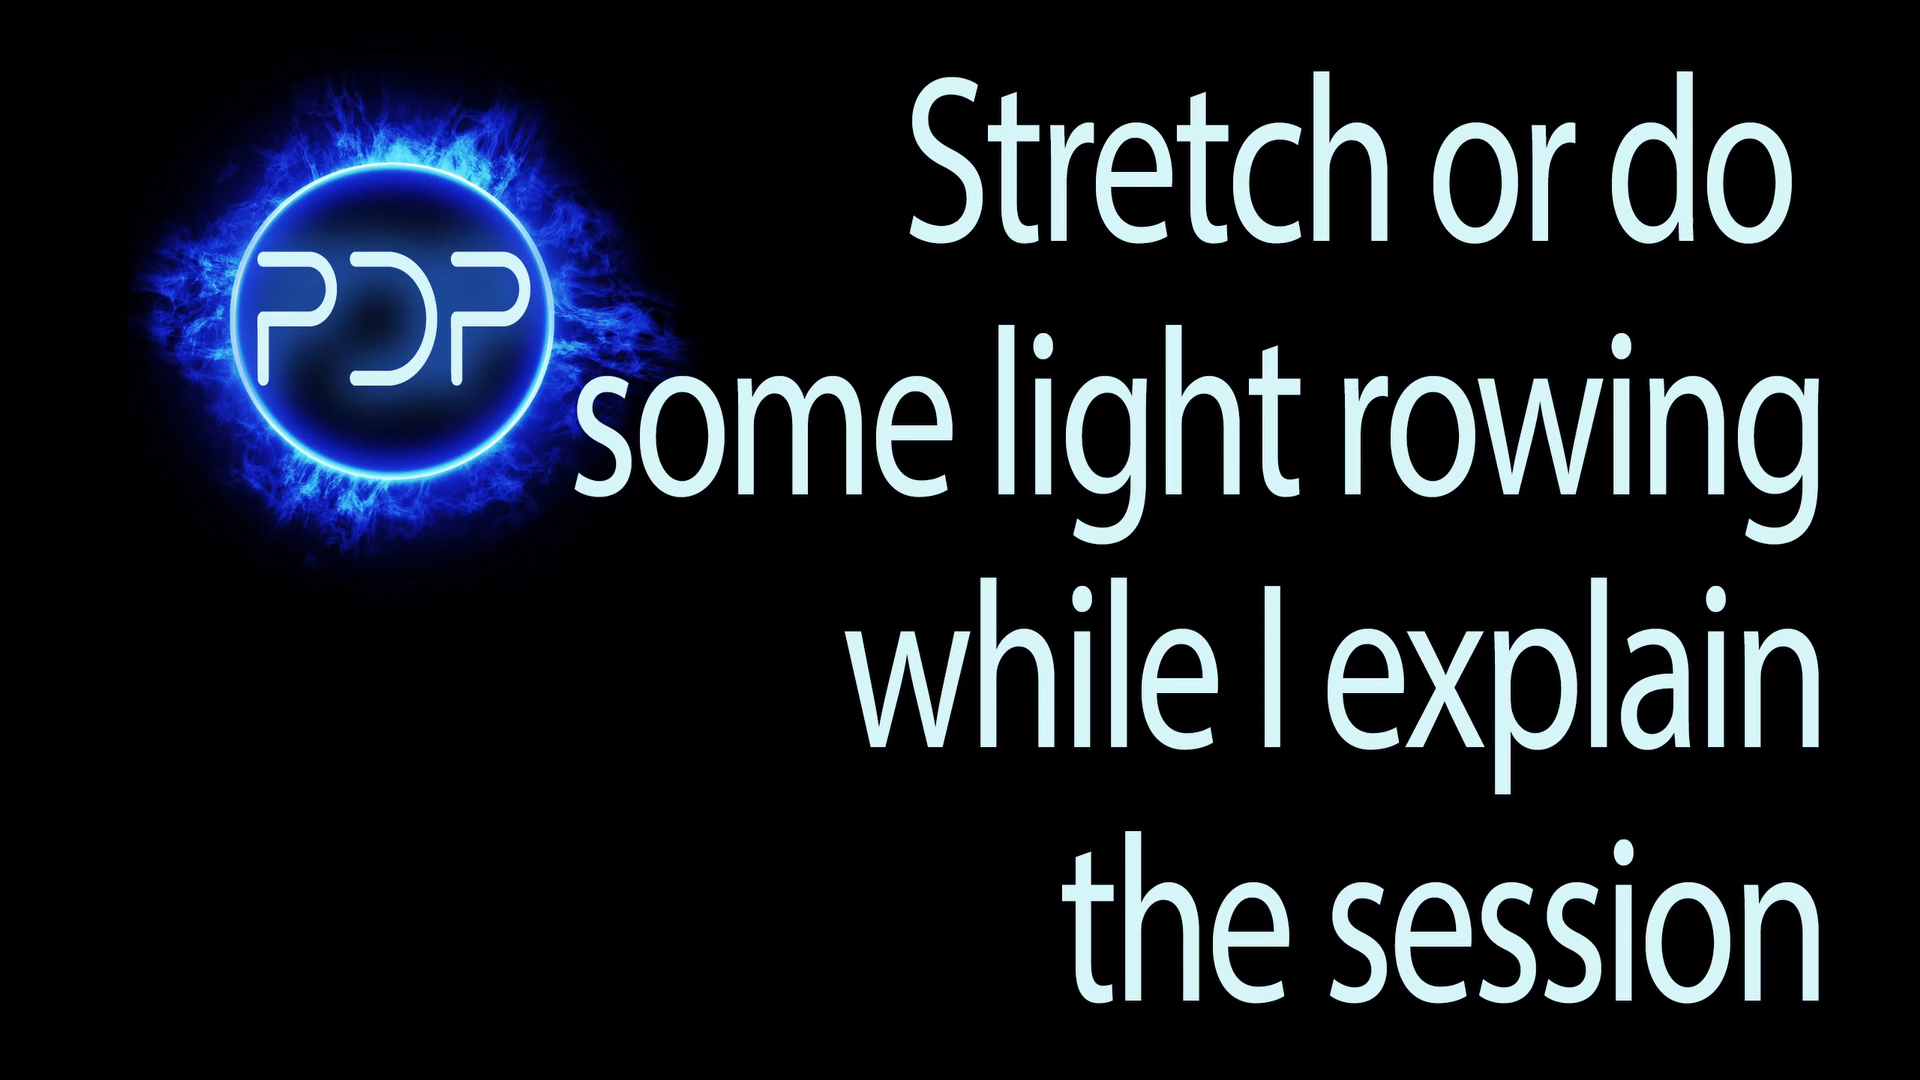 PDP
Stretch or do
some light rowing
while I explain
the session